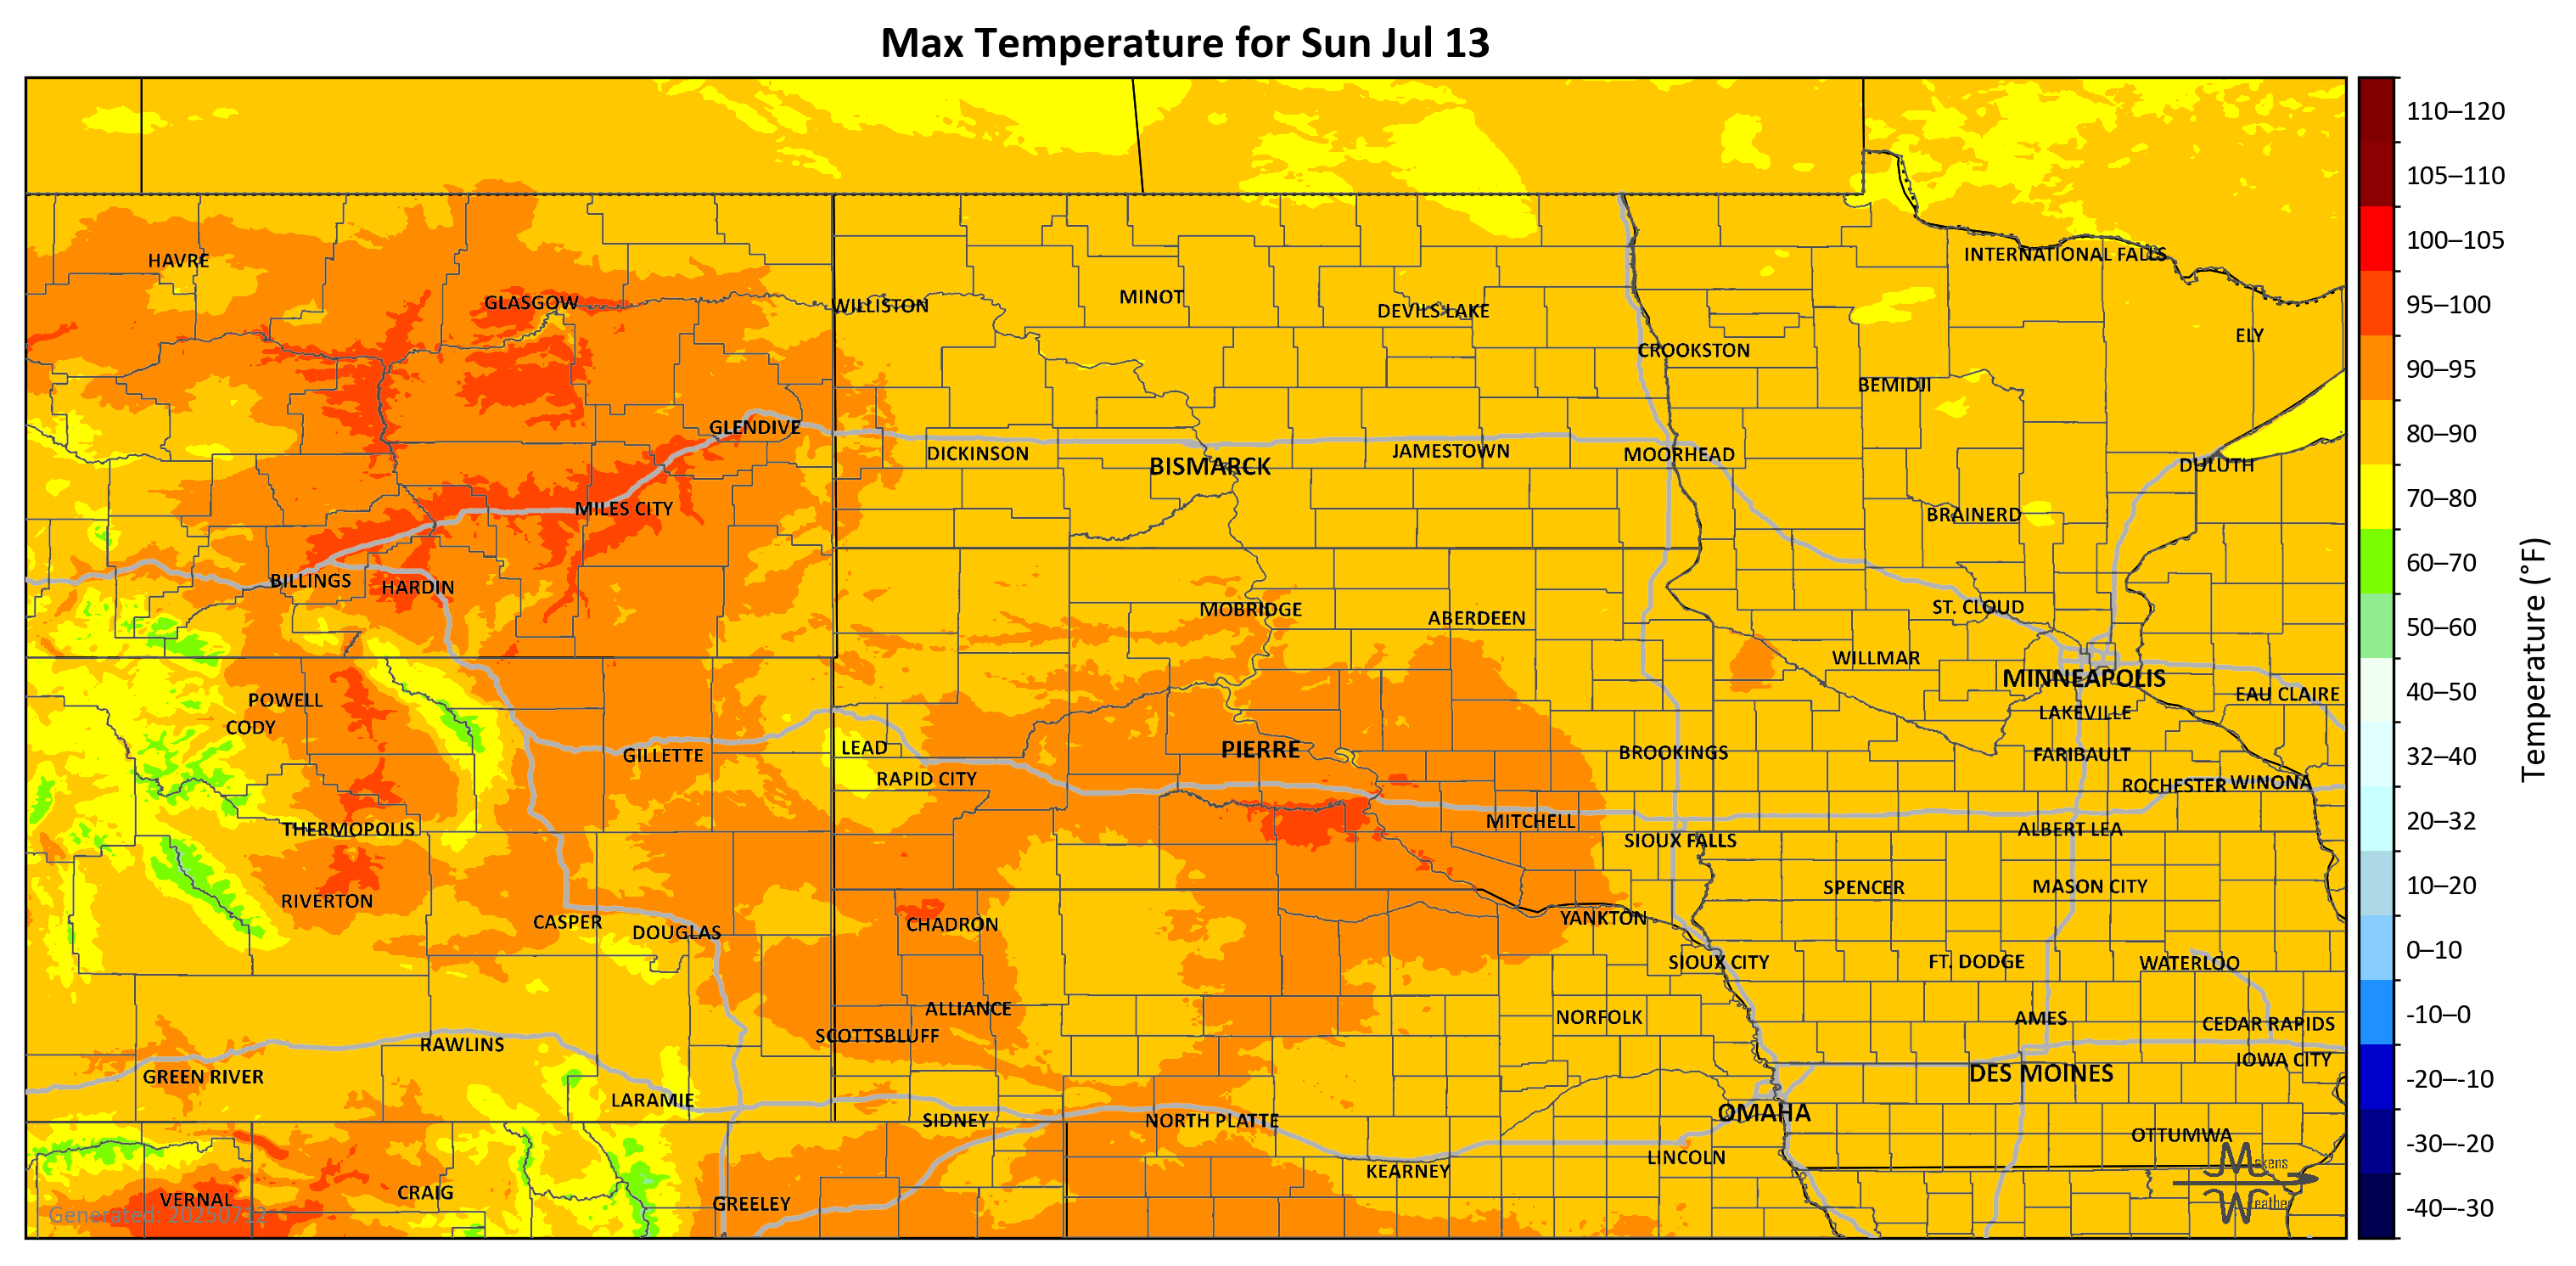 Max Temperature for Sun Jul 13
110–120
105–110
100–105
95–100
90–95
80–90
70–80
60–70
50–60
40–50
32–40
20–32
10–20
0–10
-10–0
-20–-10
-30–-20
-40–-30
Temperature (°F)
HAVRE
INTERNATIONAL FALLS
GLASGOW
WILLISTON
MINOT
DEVILS LAKE
ELY
CROOKSTON
BEMIDJI
GLENDIVE
DICKINSON
BISMARCK
JAMESTOWN
MOORHEAD
DULUTH
MILES CITY
BRAINERD
BILLINGS
HARDIN
MOBRIDGE
ABERDEEN
ST. CLOUD
WILLMAR
MINNEAPOLIS
POWELL
EAU CLAIRE
CODY
LAKEVILLE
GILLETTE
LEAD
PIERRE
BROOKINGS
FARIBAULT
RAPID CITY
ROCHESTER
WINONA
THERMOPOLIS
MITCHELL
SIOUX FALLS
ALBERT LEA
RIVERTON
SPENCER
MASON CITY
CASPER
DOUGLAS
CHADRON
YANKTON
SIOUX CITY
FT. DODGE
WATERLOO
ALLIANCE
NORFOLK
AMES
CEDAR RAPIDS
SCOTTSBLUFF
RAWLINS
IOWA CITY
GREEN RIVER
DES MOINES
LARAMIE
SIDNEY
NORTH PLATTE
OMAHA
OTTUMWA
LINCOLN
KEARNEY
VERNAL
CRAIG
GREELEY
Makens
Weather
Generated: 20250712